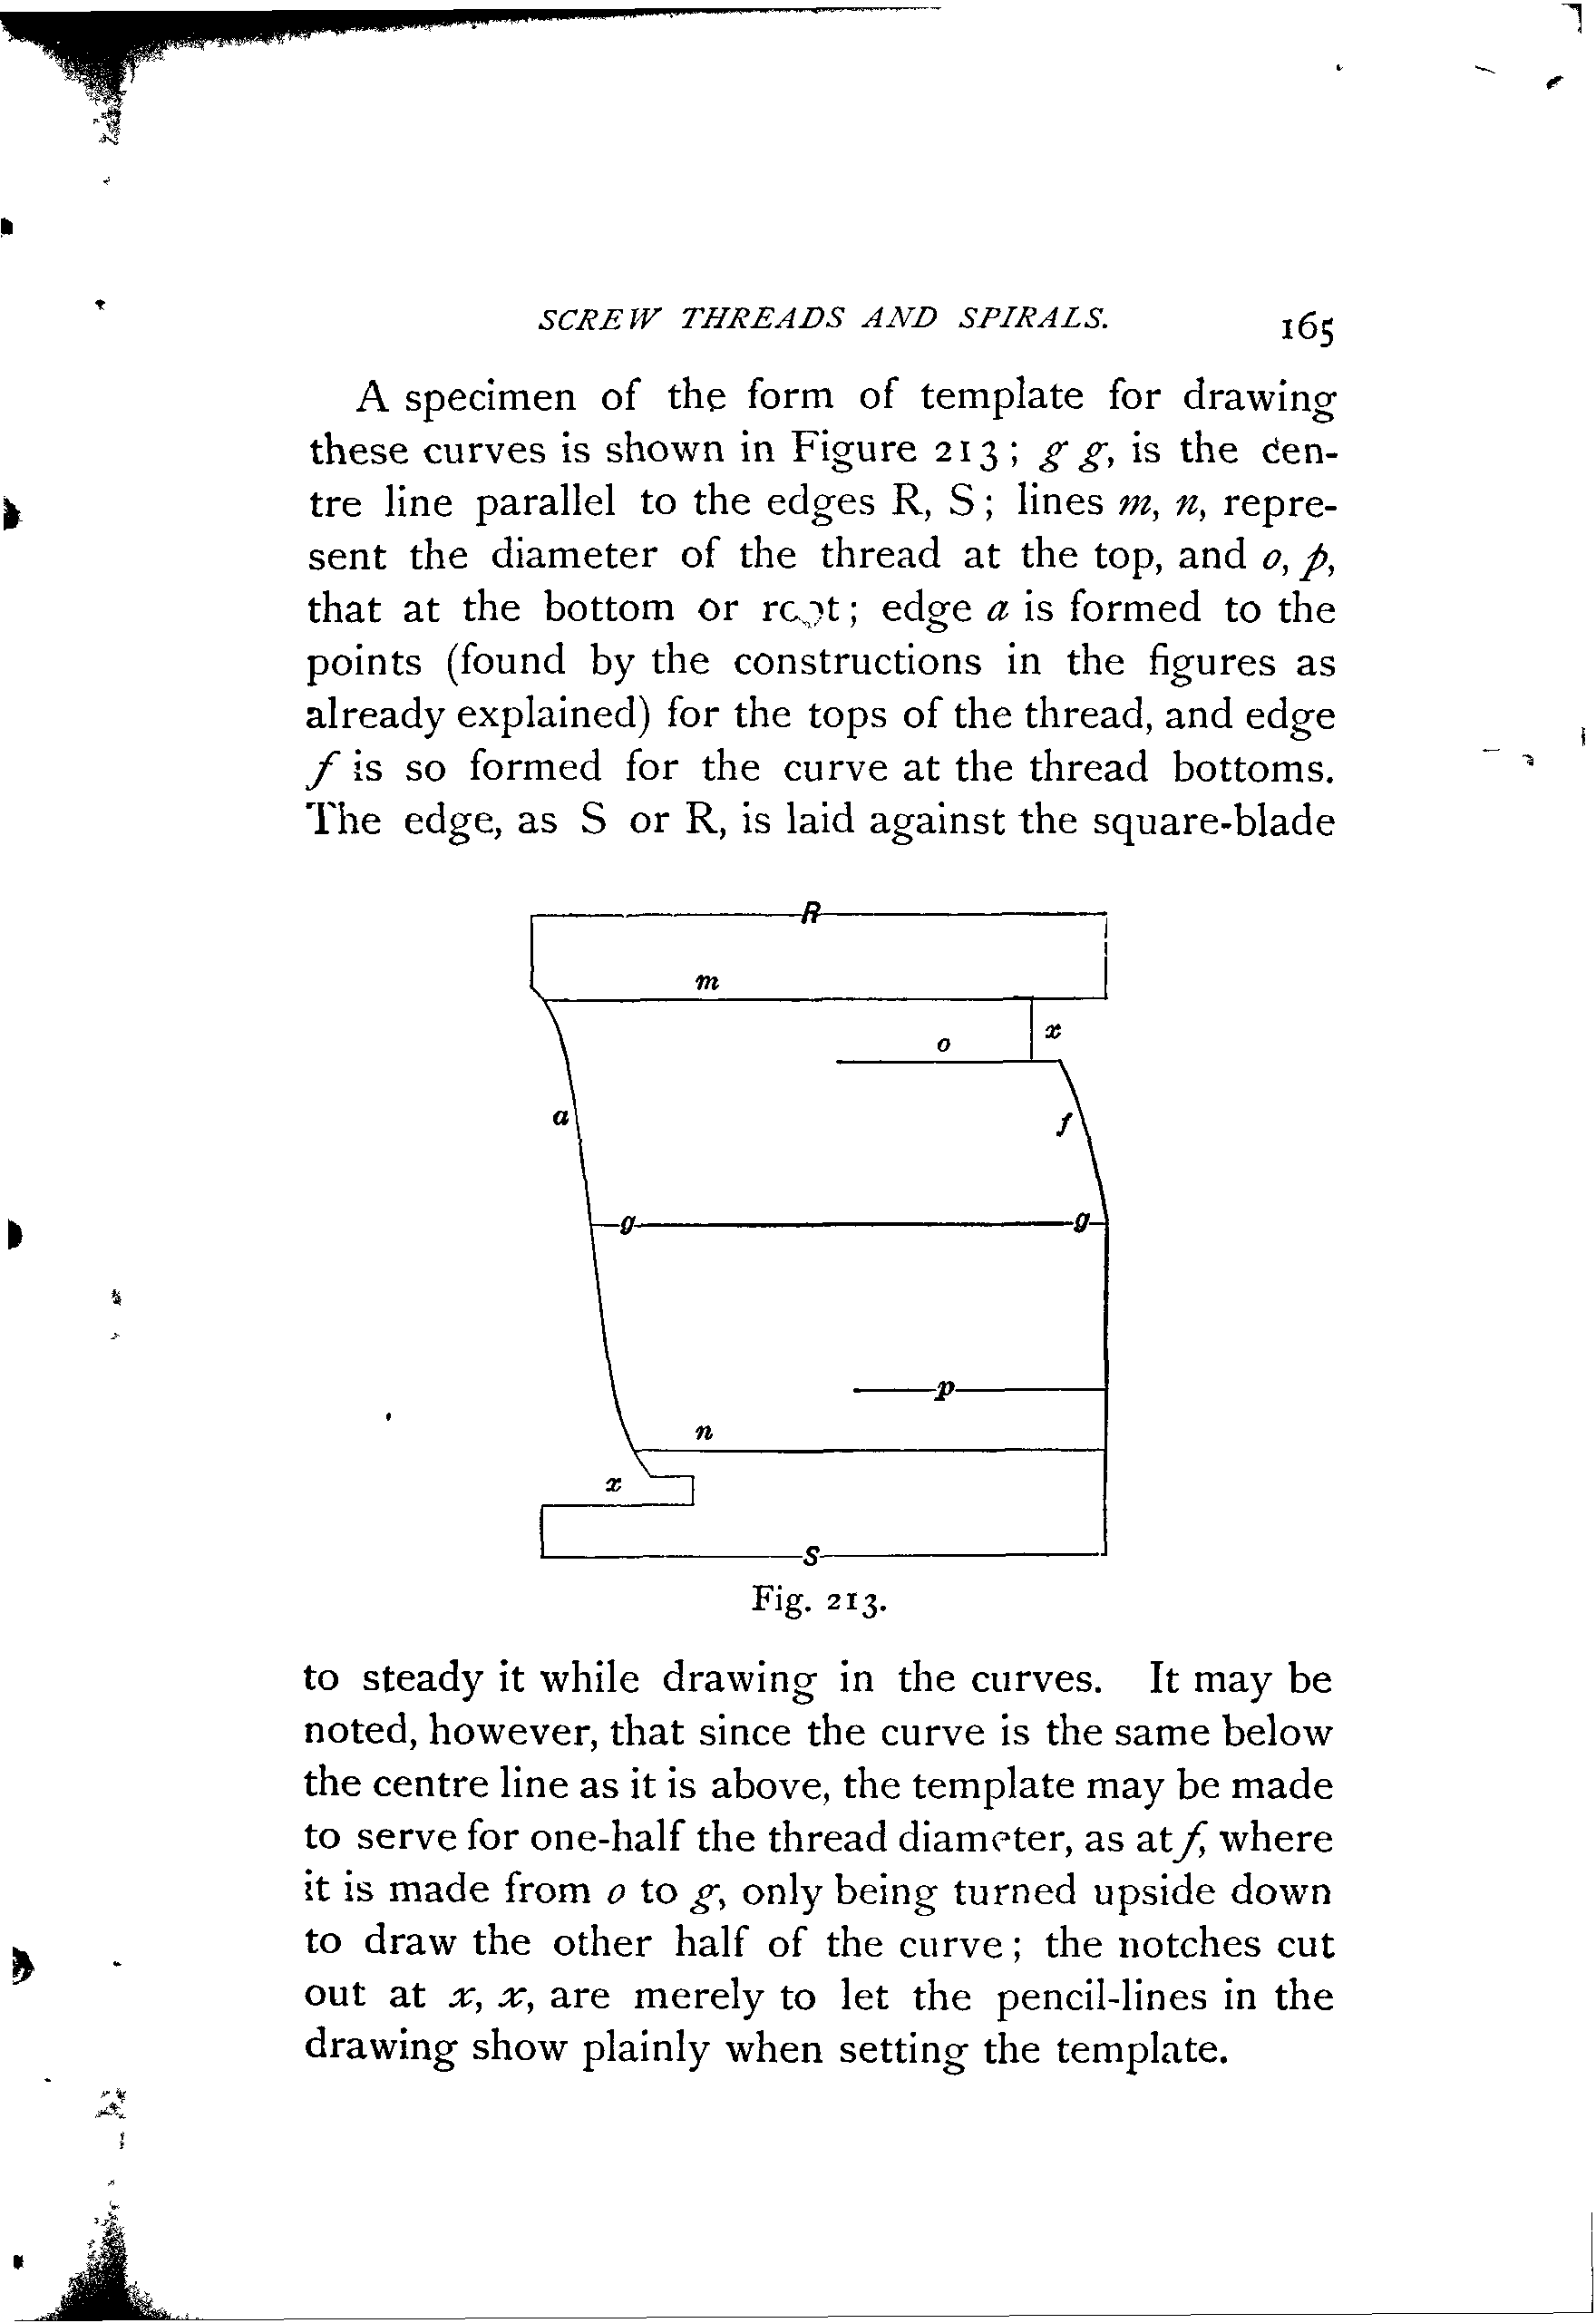 SCREW THREADS AND SPIRALS. 165
A specimen of the form of template for drawing
these curves is shown in Figure 213; g g, is the cen-
tre line parallel to the edges R, S; lines m, n, repre-
sent the diameter of the thread at the top, and o, p,
that at the bottom or root; edge a is formed to the
points (found by the constructions in the figures as
already explained) for the tops of the thread, and edge
f is so formed for the curve at the thread bottoms.
The edge, as S or R, is laid against the square-blade
R
m
x
o
a
f
g g
p
n
x
S
Fig. 213.
to steady it while drawing in the curves. It may be
noted, however, that since the curve is the same below
the centre line as it is above, the template may be made
to serve for one-half the thread diameter, as at f, where
it is made from o to g, only being turned upside down
to draw the other half of the curve; the notches cut
out at x, x, are merely to let the pencil-lines in the
drawing show plainly when setting the template.